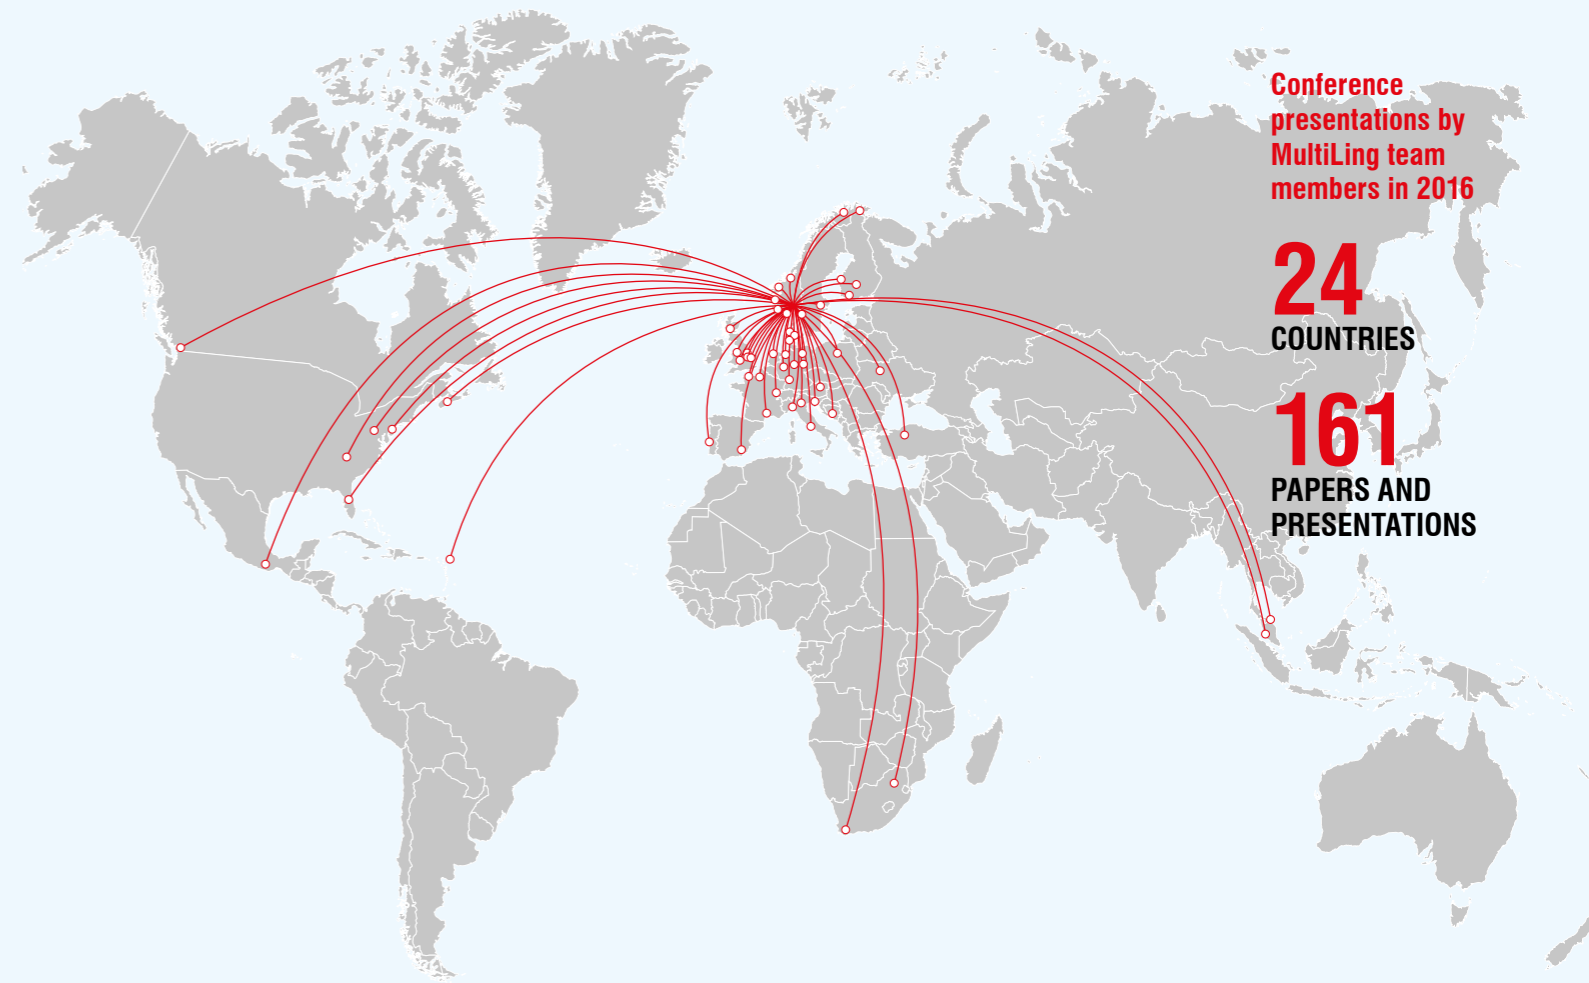 Conference
presentations by
MultiLing team
members in 2016
24
COUNTRIES
161
PAPERS AND
PRESENTATIONS